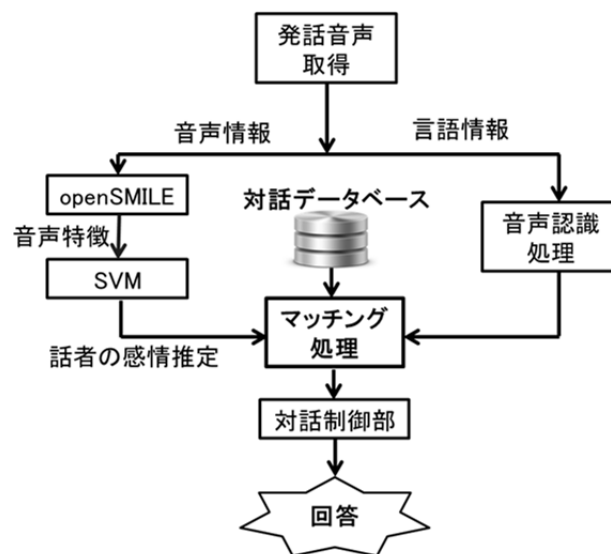 発話音声
取得
音声情報
言語情報
openSMILE
対話データベース
音声認識
処理
音声特徴
SVM
マッチング
処理
話者の感情推定
対話制御部
回答